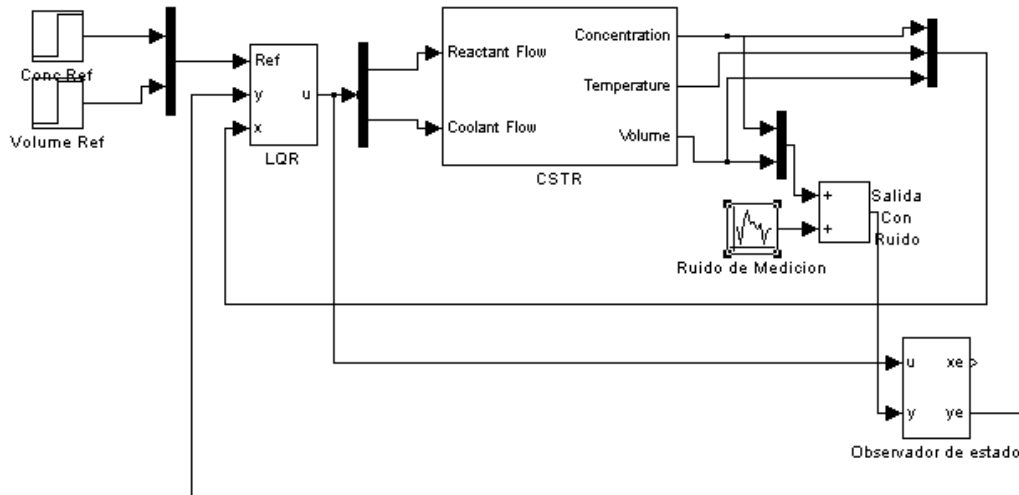 Conc Ref
Volume Ref
Ref
y
x
u
LQR
Reactant Flow
Coolant Flow
Concentration
Temperature
Volume
CSTR
+
+
Salida
Con
Ruido
Ruido de Medicion
u
y
xe
ye
Observador de estado